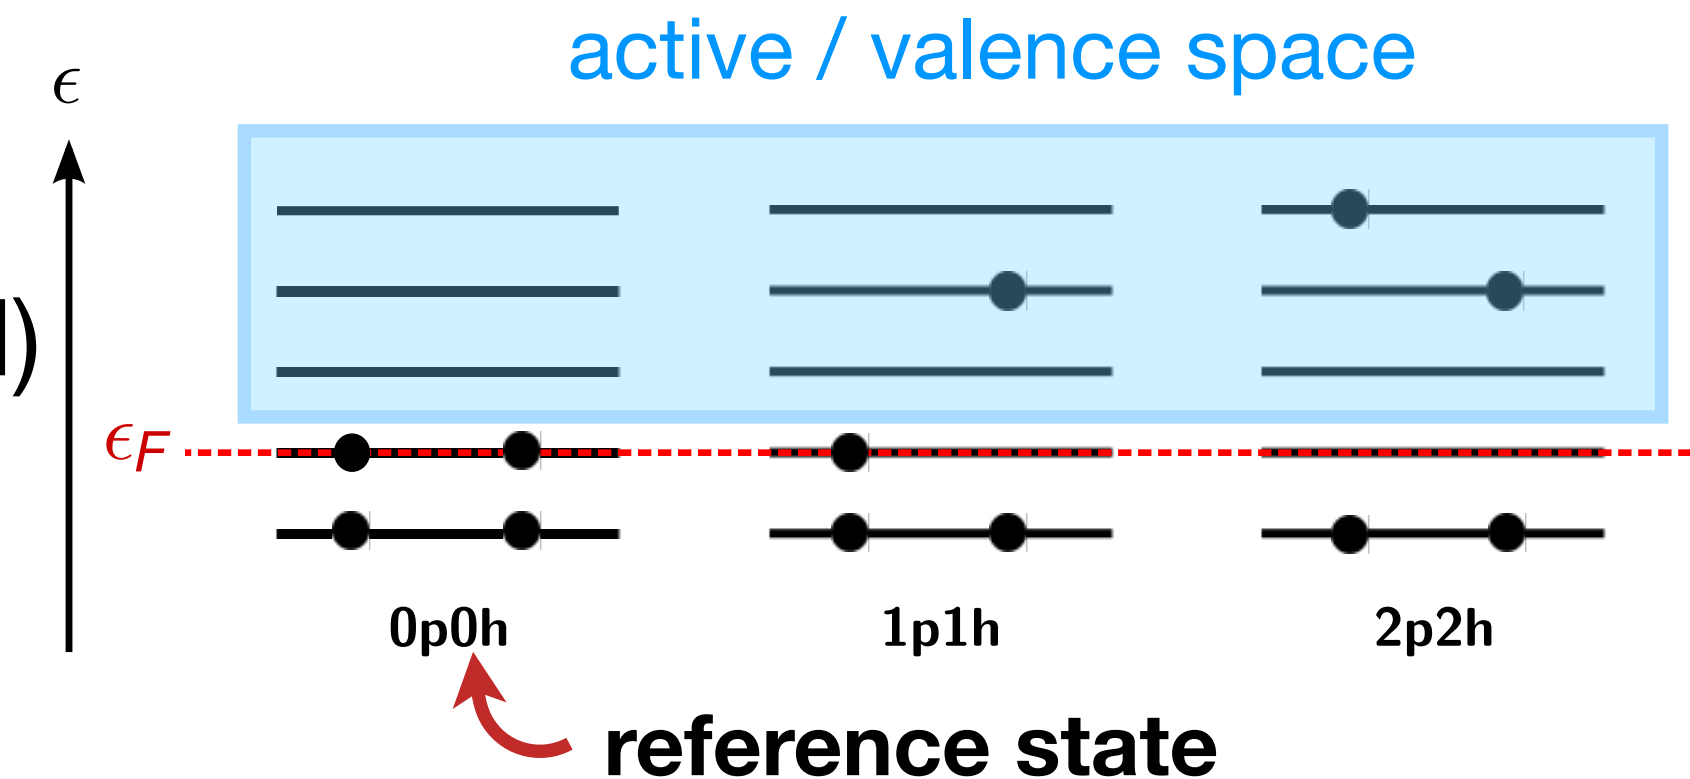 active / valence space
ϵ
l)
ϵF
0p0h 1p1h 2p2h
reference state